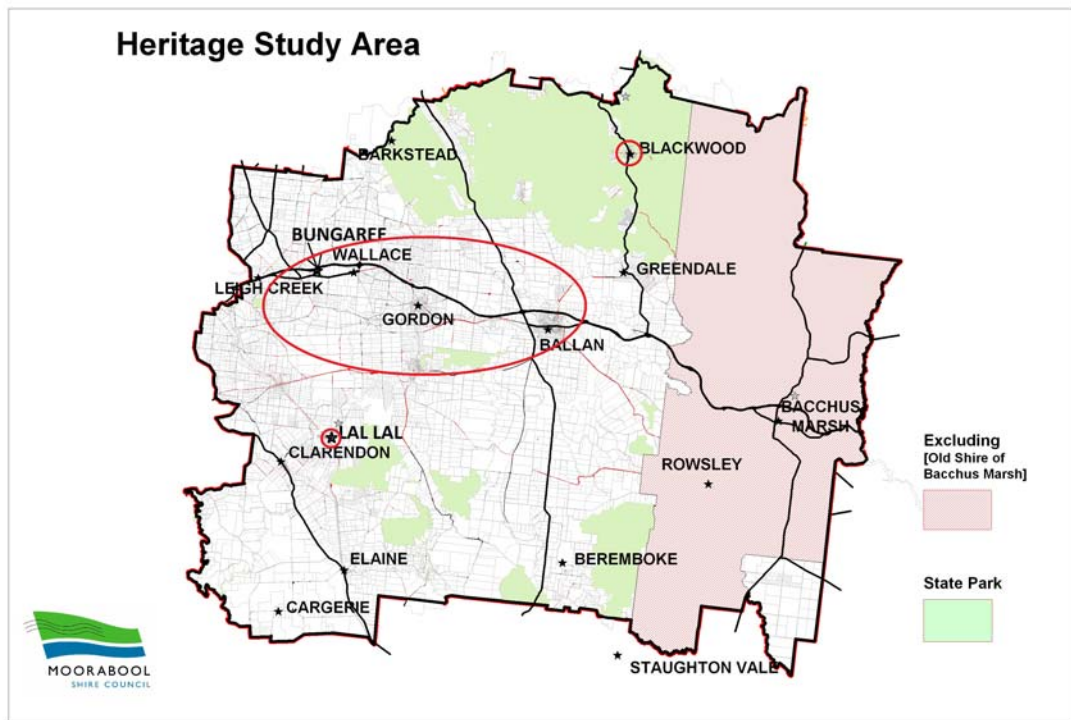 Heritage Study Area
BLACKWOOD
BARKSTEAD
BUNGAREE
WALLACE
GREENDALE
LEIGH CREEK
GORDON
BALLAN
BACCHUS
MARSH
LAL LAL
CLARENDON
ROWSLEY
ELAINE
BEREMBOKE
CARGERIE
STAUGHTON VALE
Excluding
[Old Shire of
Bacchus Marsh]
State Park
MOORABOOL
SHIRE COUNCIL